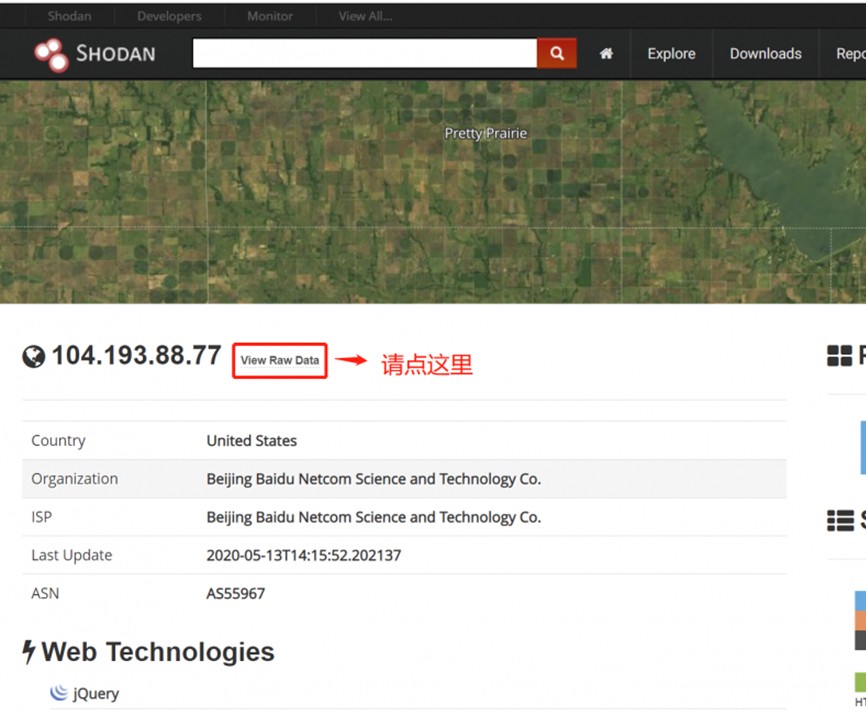 Shodan Developers Monitor View All...
SHODAN Explore Downloads
Pretty Prairie
104.193.88.77 View Raw Data 请点这里
Country United States
Organization Beijing Baidu Netcom Science and Technology Co.
ISP Beijing Baidu Netcom Science and Technology Co.
Last Update 2020-05-13T14:15:52.202137
ASN AS55967
Web Technologies
jQuery